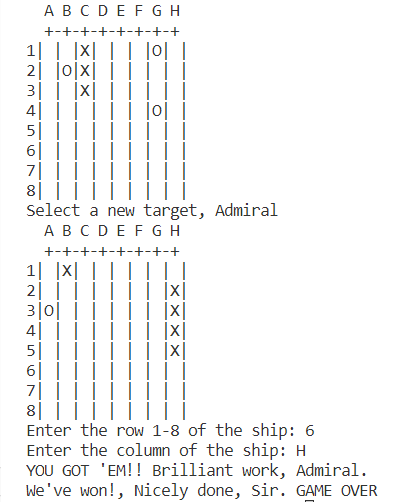 A B C D E F G H
  +-+-+-+-+-+-+-+
1| | |X| | | |O| |
2| |O|X| | | | | |
3| | |X| | | | | |
4| | | | | | |O| |
5| | | | | | | | |
6| | | | | | | | |
7| | | | | | | | |
8| | | | | | | | |
Select a new target, Admiral
  A B C D E F G H
  +-+-+-+-+-+-+-+
1| |X| | | | | | |
2| | | | | | | |X|
3|O| | | | | | |X|
4| | | | | | | |X|
5| | | | | | | |X|
6| | | | | | | | |
7| | | | | | | | |
8| | | | | | | | |
Enter the row 1-8 of the ship: 6
Enter the column of the ship: H
YOU GOT 'EM!! Brilliant work, Admiral.
We've won!, Nicely done, Sir. GAME OVER